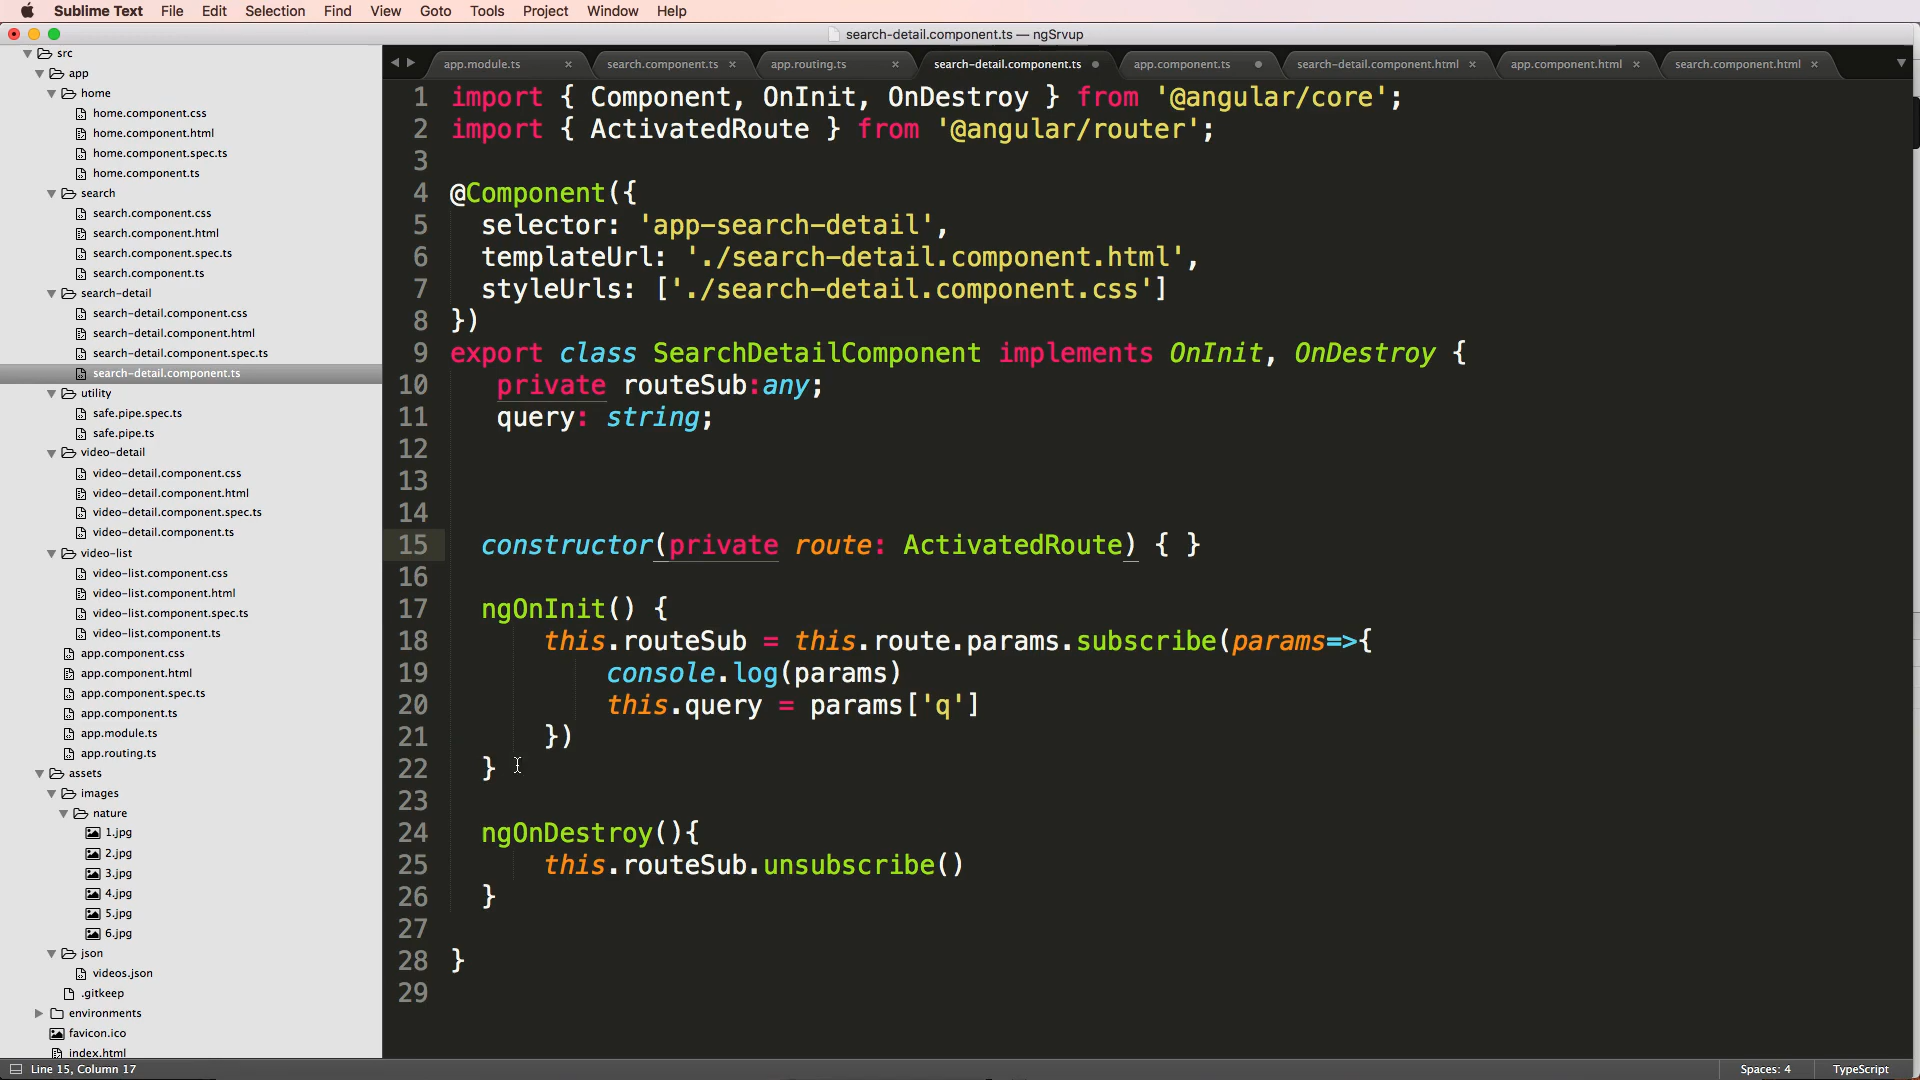 Sublime Text File Edit Selection Find View Goto Tools Project Window Help
search-detail.component.ts — ngSrvup
app.module.ts × search.component.ts × app.routing.ts × search-detail.component.ts app.component.ts search-detail.component.html × app.component.html × search.component.html ×
src
app
home
home.component.css
home.component.html
home.component.spec.ts
home.component.ts
search
search.component.css
search.component.html
search.component.spec.ts
search.component.ts
search-detail
search-detail.component.css
search-detail.component.html
search-detail.component.spec.ts
search-detail.component.ts
utility
safe.pipe.spec.ts
safe.pipe.ts
video-detail
video-detail.component.css
video-detail.component.html
video-detail.component.spec.ts
video-detail.component.ts
video-list
video-list.component.css
video-list.component.html
video-list.component.spec.ts
video-list.component.ts
app.component.css
app.component.html
app.component.spec.ts
app.component.ts
app.module.ts
app.routing.ts
assets
images
nature
1.jpg
2.jpg
3.jpg
4.jpg
5.jpg
6.jpg
json
videos.json
.gitkeep
environments
favicon.ico
index.html
1 import { Component, OnInit, OnDestroy } from '@angular/core';
2 import { ActivatedRoute } from '@angular/router';
3
4 @Component({
5 selector: 'app-search-detail',
6 templateUrl: './search-detail.component.html',
7 styleUrls: ['./search-detail.component.css']
8 })
9 export class SearchDetailComponent implements OnInit, OnDestroy {
10 private routeSub:any;
11 query: string;
12
13
14
15 constructor(private route: ActivatedRoute) { }
16
17 ngOnInit() {
18 this.routeSub = this.route.params.subscribe(params=>{
19 console.log(params)
20 this.query = params['q']
21 })
22 }
23
24 ngOnDestroy(){
25 this.routeSub.unsubscribe()
26 }
27
28 }
29
Line 15, Column 17 Spaces: 4 TypeScript